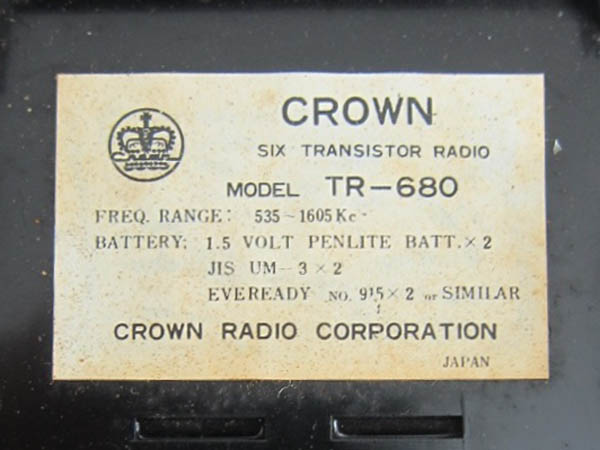 CROWN
CROWN
SIX TRANSISTOR RADIO
MODEL TR-680
FREQ. RANGE: 535~1605Kc
BATTERY: 1.5 VOLT PENLITE BATT. × 2
JIS UM-3 × 2
EVEREADY NO. 915 × 2 or SIMILAR
CROWN RADIO CORPORATION
JAPAN